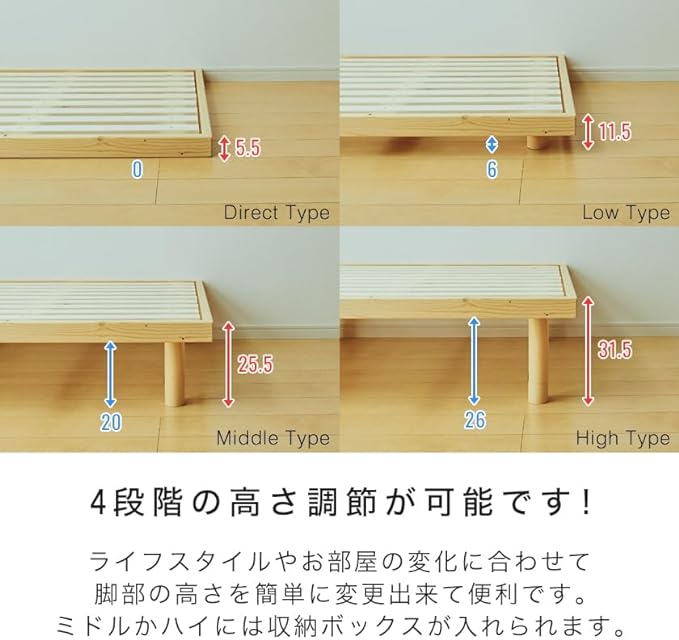 5.5
0
Direct Type
11.5
6
Low Type
25.5
20
Middle Type
31.5
26
High Type
4段階の高さ調節が可能です!
ライフスタイルやお部屋の変化に合わせて
脚部の高さを簡単に変更出来て便利です。
ミドルかハイには収納ボックスが入れられます。